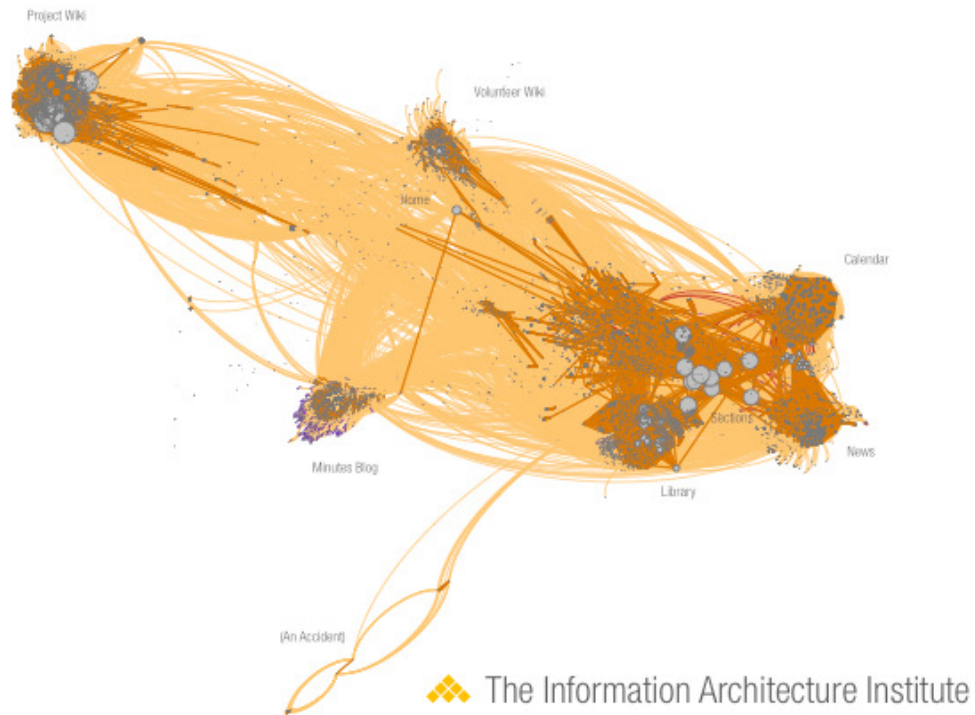 Project Wiki
Volunteer Wiki
Home
Calendar
Sections
News
Minutes Blog
Library
(An Accident)
The Information Architecture Institute